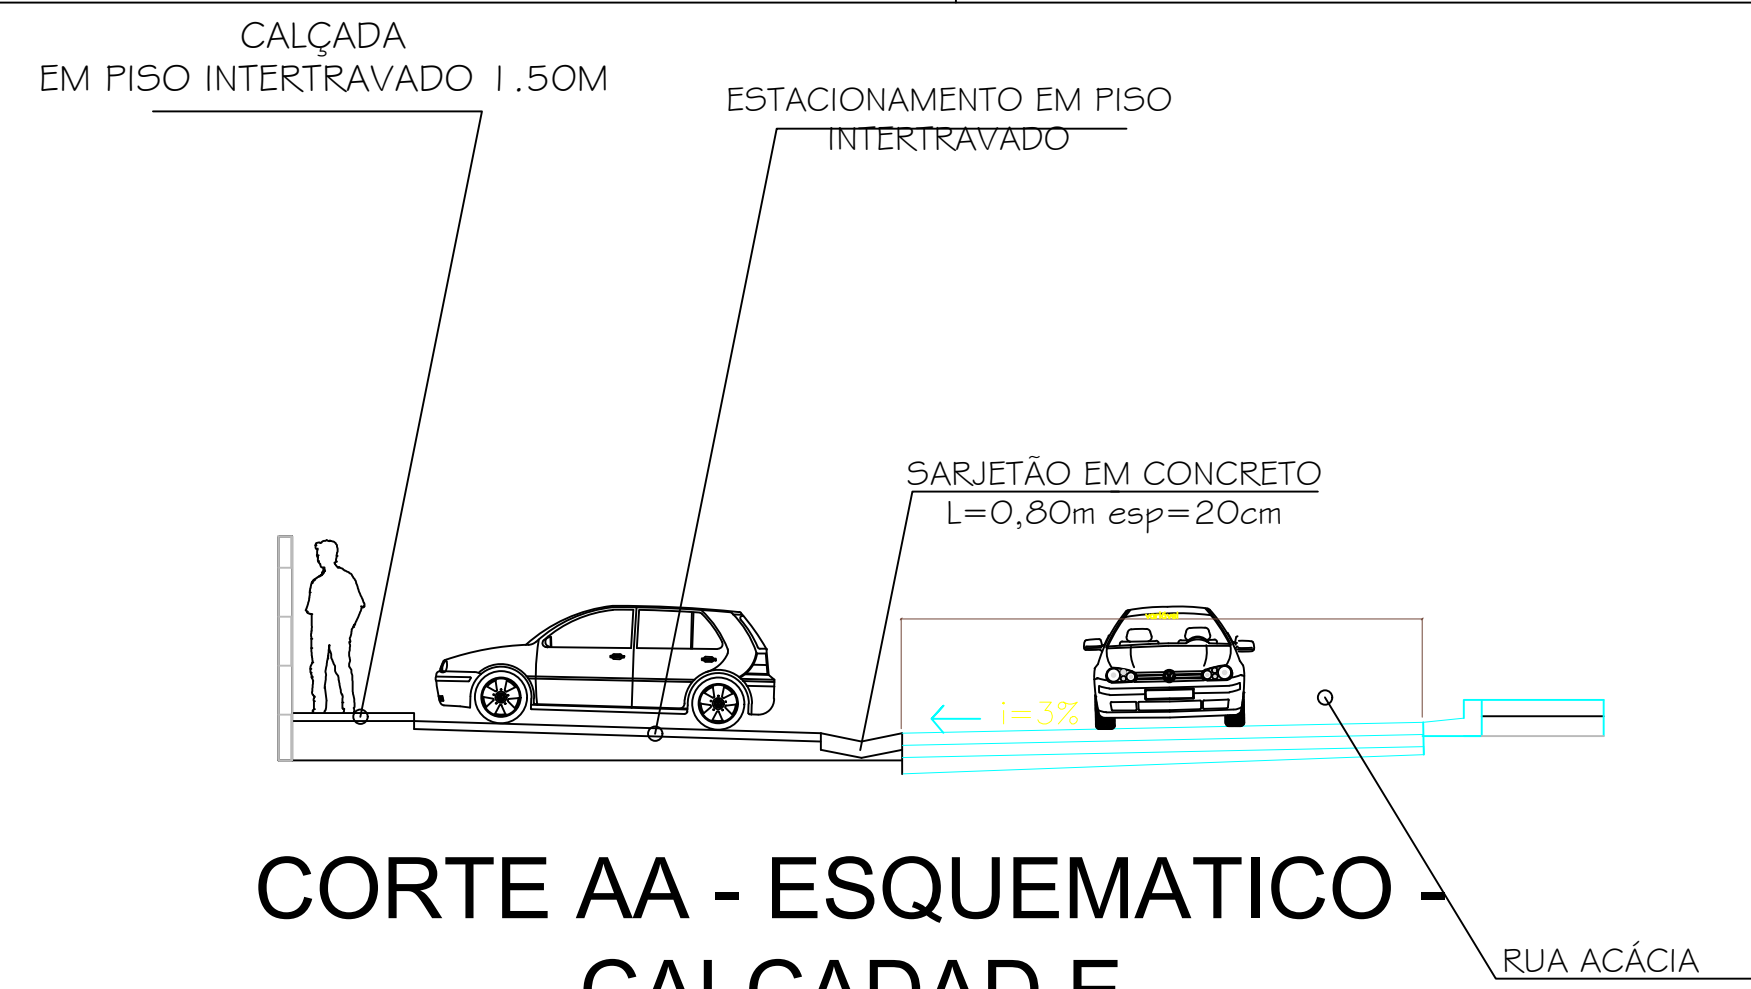 CALÇADA
EM PISO INTERTRAVADO 1.50M
ESTACIONAMENTO EM PISO
INTERTRAVADO
SARJETÃO EM CONCRETO
L=0,80m esp=20cm
i=3%
CORTE AA - ESQUEMATICO -
CALÇADAD E
RUA ACÁCIA